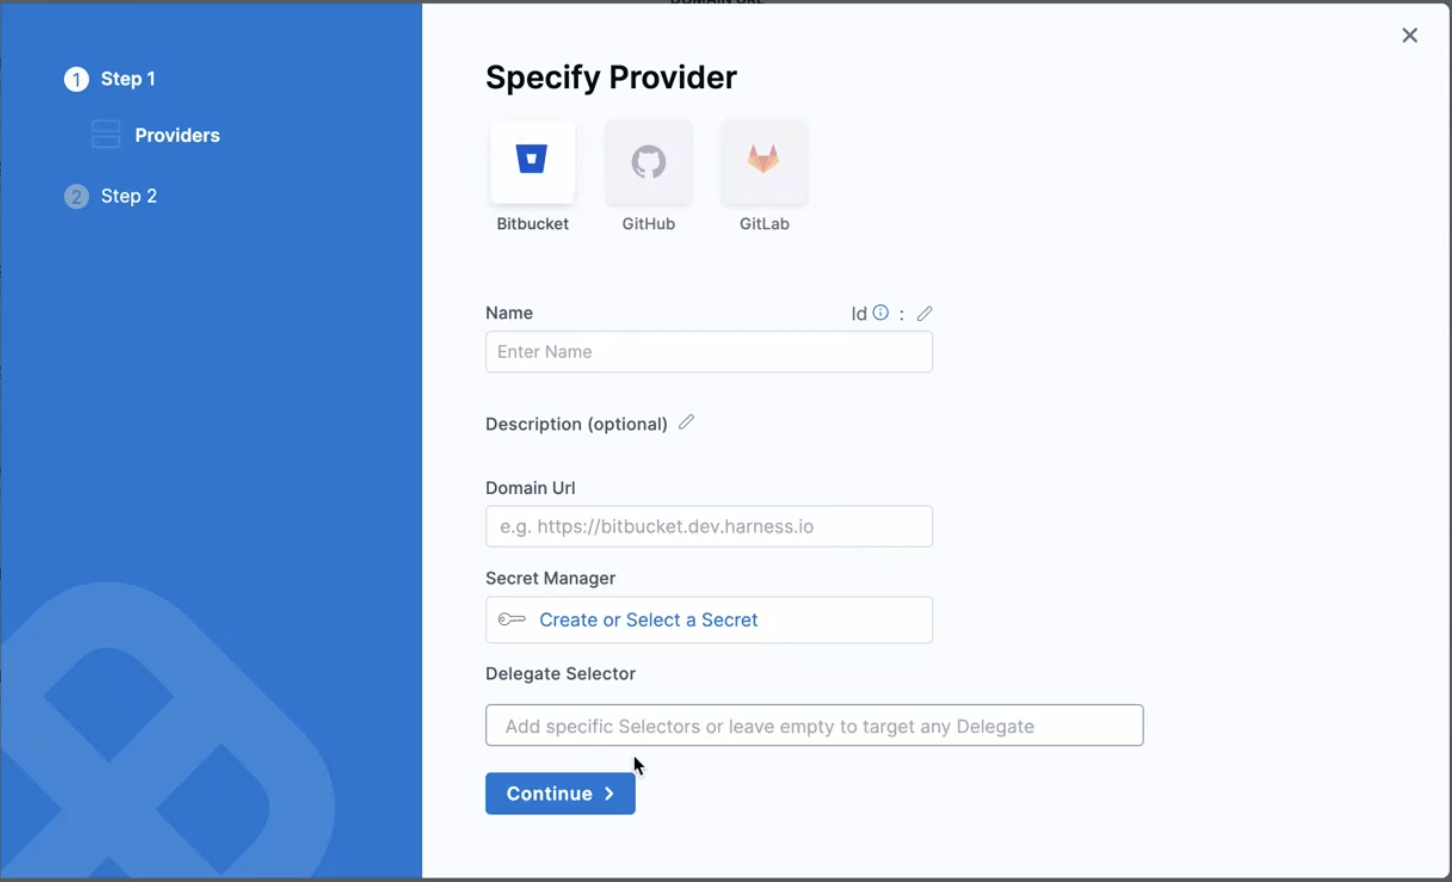 DOMAIN URL
1 Step 1
Providers
2 Step 2
Specify Provider
Bitbucket GitHub GitLab
Name Id :
Enter Name
Description (optional)
Domain Url
e.g. https://bitbucket.dev.harness.io
Secret Manager
Create or Select a Secret
Delegate Selector
Add specific Selectors or leave empty to target any Delegate
Continue